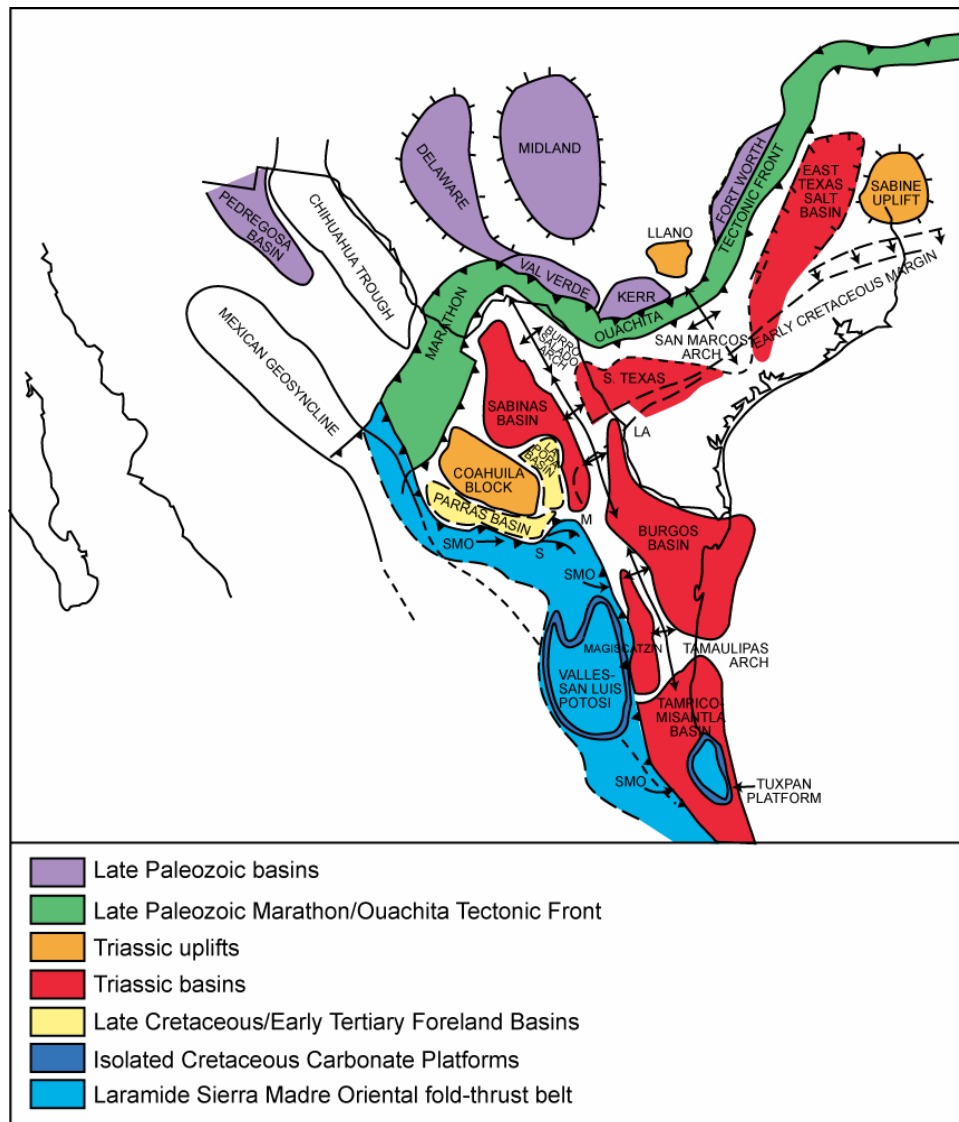 DELAWARE
MIDLAND
FORT WORTH
TECTONIC FRONT
EAST
TEXAS
SALT
BASIN
SABINE
UPLIFT
PEDREGOSA
BASIN
CHIHUAHUA TROUGH
LLANO
VAL VERDE
KERR
OUACHITA
EARLY CRETACEOUS MARGIN
SAN MARCOS
ARCH
MARATHON
MEXICAN GEOSYNCLINE
BURRO
SALADO
ARCH
S. TEXAS
SABINAS
BASIN
LA
LA
POPA
BASIN
COAHUILA
BLOCK
PARRAS BASIN
M
BURGOS
BASIN
SMO
S
SMO
MAGISCATZIN
TAMAULIPAS
ARCH
VALLES-
SAN LUIS
POTOSI
TAMPICO-
MISANTLA
BASIN
SMO
TUXPAN
PLATFORM
Late Paleozoic basins
Late Paleozoic Marathon/Ouachita Tectonic Front
Triassic uplifts
Triassic basins
Late Cretaceous/Early Tertiary Foreland Basins
Isolated Cretaceous Carbonate Platforms
Laramide Sierra Madre Oriental fold-thrust belt